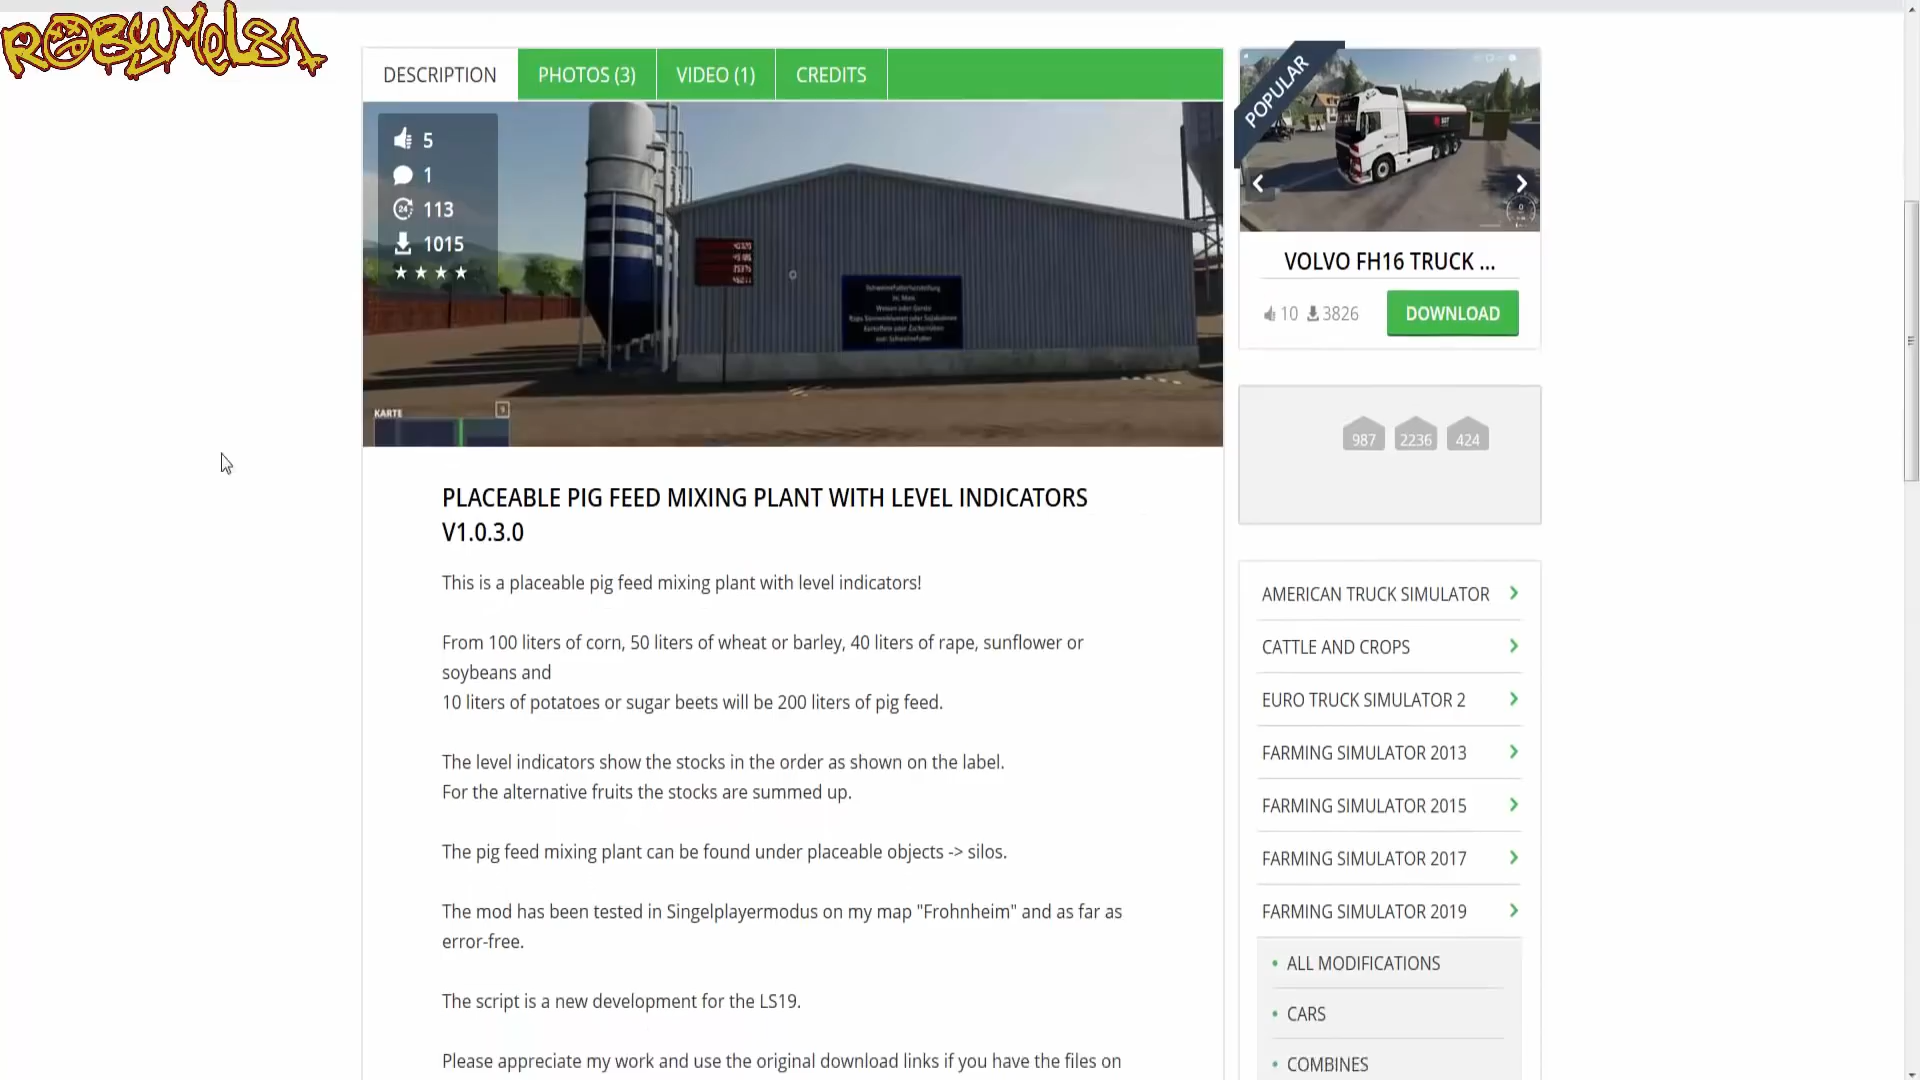 RobyMel81
DESCRIPTION
PHOTOS (3)
VIDEO (1)
CREDITS
5
1
24
113
1015
KARTE
9
PLACEABLE PIG FEED MIXING PLANT WITH LEVEL INDICATORS
V1.0.3.0
This is a placeable pig feed mixing plant with level indicators!
From 100 liters of corn, 50 liters of wheat or barley, 40 liters of rape, sunflower or
soybeans and
10 liters of potatoes or sugar beets will be 200 liters of pig feed.
The level indicators show the stocks in the order as shown on the label.
For the alternative fruits the stocks are summed up.
The pig feed mixing plant can be found under placeable objects -> silos.
The mod has been tested in Singelplayermodus on my map "Frohnheim" and as far as
error-free.
The script is a new development for the LS19.
Please appreciate my work and use the original download links if you have the files on
POPULAR
VOLVO FH16 TRUCK ...
10 3826
DOWNLOAD
987 2236 424
AMERICAN TRUCK SIMULATOR
CATTLE AND CROPS
EURO TRUCK SIMULATOR 2
FARMING SIMULATOR 2013
FARMING SIMULATOR 2015
FARMING SIMULATOR 2017
FARMING SIMULATOR 2019
• ALL MODIFICATIONS
• CARS
• COMBINES